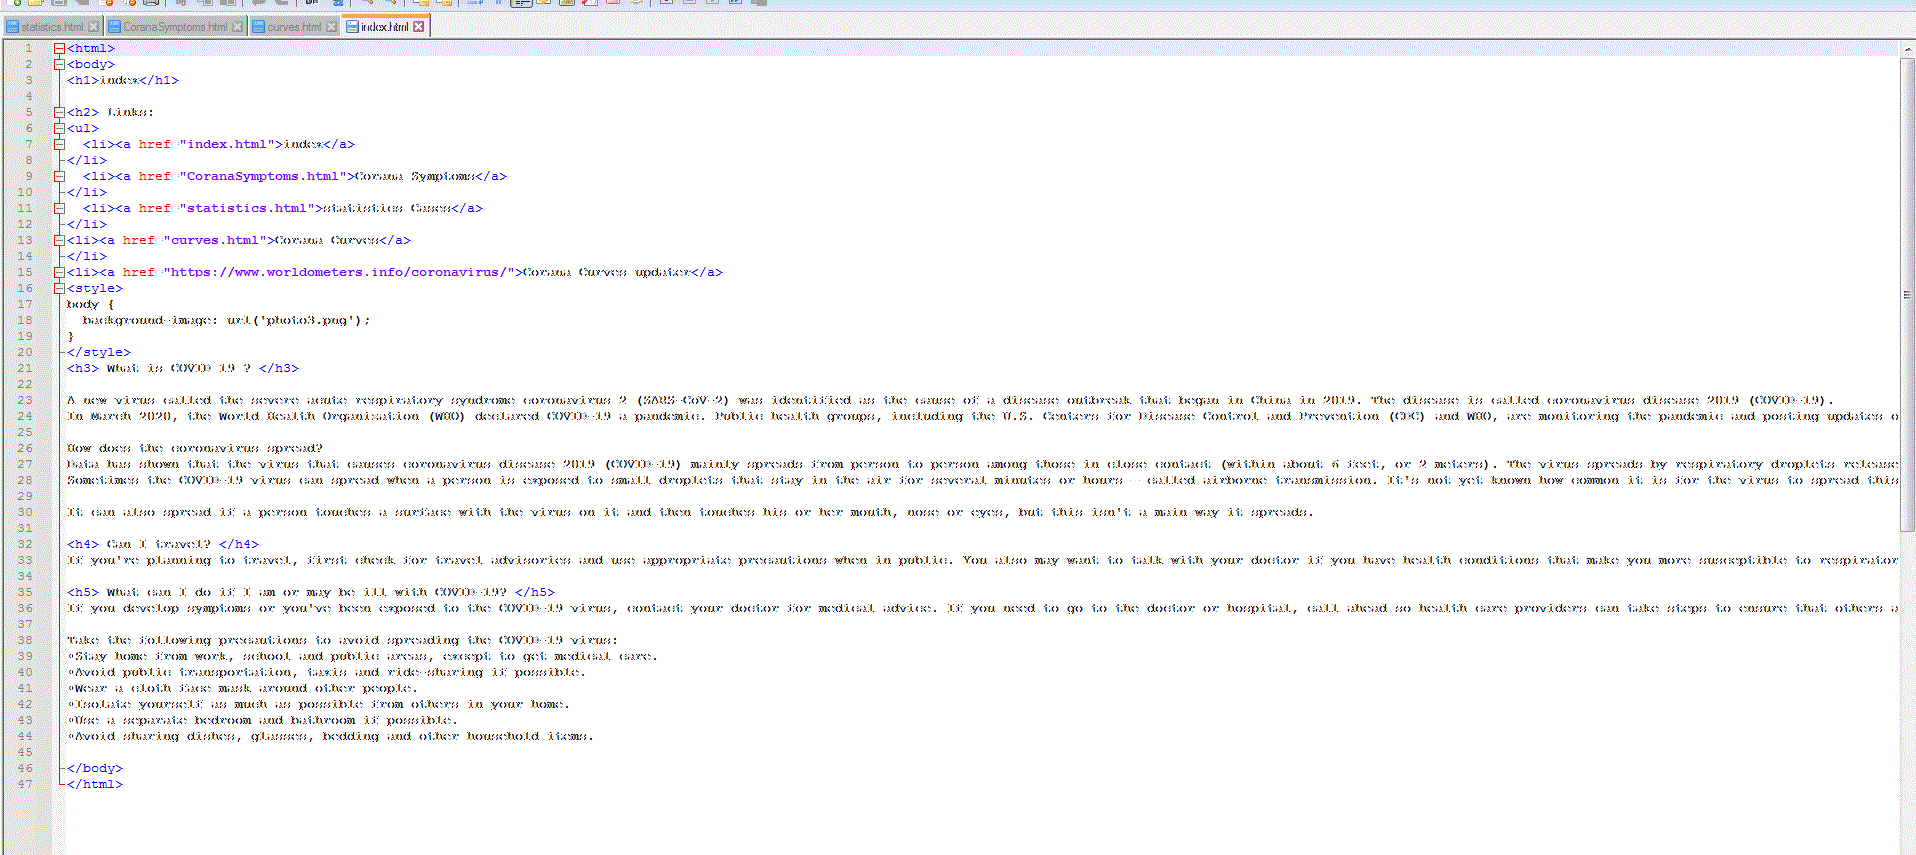 statistics.html CoranaSymptoms.html curves.html index.html
1 <html>
2 <body>
3 <h1>index</h1>
4
5 <h2> Links:
6 <ul>
7 <li><a href="index.html">index</a>
8 </li>
9 <li><a href="CoranaSymptoms.html">Corana Symptoms</a>
10 </li>
11 <li><a href="statistics.html">statistics Cases</a>
12 </li>
13 <li><a href="curves.html">Corana Curves</a>
14 </li>
15 <li><a href="https://www.worldometers.info/coronavirus/">Corana Curves updater</a>
16 <style>
17 body {
18 background-image: url('photo3.png');
19 }
20 </style>
21 <h3> What is COVID-19 ? </h3>
22
23 A new virus called the severe acute respiratory syndrome coronavirus 2 (SARS-CoV-2) was identified as the cause of a disease outbreak that began in China in 2019. The disease is called coronavirus disease 2019 (COVID-19).
24 In March 2020, the World Health Organization (WHO) declared COVID-19 a pandemic. Public health groups, including the U.S. Centers for Disease Control and Prevention (CDC) and WHO, are monitoring the pandemic and posting updates o
25
26 How does the coronavirus spread?
27 Data has shown that the virus that causes coronavirus disease 2019 (COVID-19) mainly spreads from person to person among those in close contact (within about 6 feet, or 2 meters). The virus spreads by respiratory droplets release
28 Sometimes the COVID-19 virus can spread when a person is exposed to small droplets that stay in the air for several minutes or hours — called airborne transmission. It's not yet known how common it is for the virus to spread this
29
30 It can also spread if a person touches a surface with the virus on it and then touches his or her mouth, nose or eyes, but this isn't a main way it spreads.
31
32 <h4> Can I travel? </h4>
33 If you're planning to travel, first check for travel advisories and use appropriate precautions when in public. You also may want to talk with your doctor if you have health conditions that make you more susceptible to respirator
34
35 <h5> What can I do if I am or may be ill with COVID-19? </h5>
36 If you develop symptoms or you've been exposed to the COVID-19 virus, contact your doctor for medical advice. If you need to go to the doctor or hospital, call ahead so health care providers can take steps to ensure that others a
37
38 Take the following precautions to avoid spreading the COVID-19 virus:
39 •Stay home from work, school and public areas, except to get medical care.
40 •Avoid public transportation, taxis and ride-sharing if possible.
41 •Wear a cloth face mask around other people.
42 •Isolate yourself as much as possible from others in your home.
43 •Use a separate bedroom and bathroom if possible.
44 •Avoid sharing dishes, glasses, bedding and other household items.
45
46 </body>
47 </html>